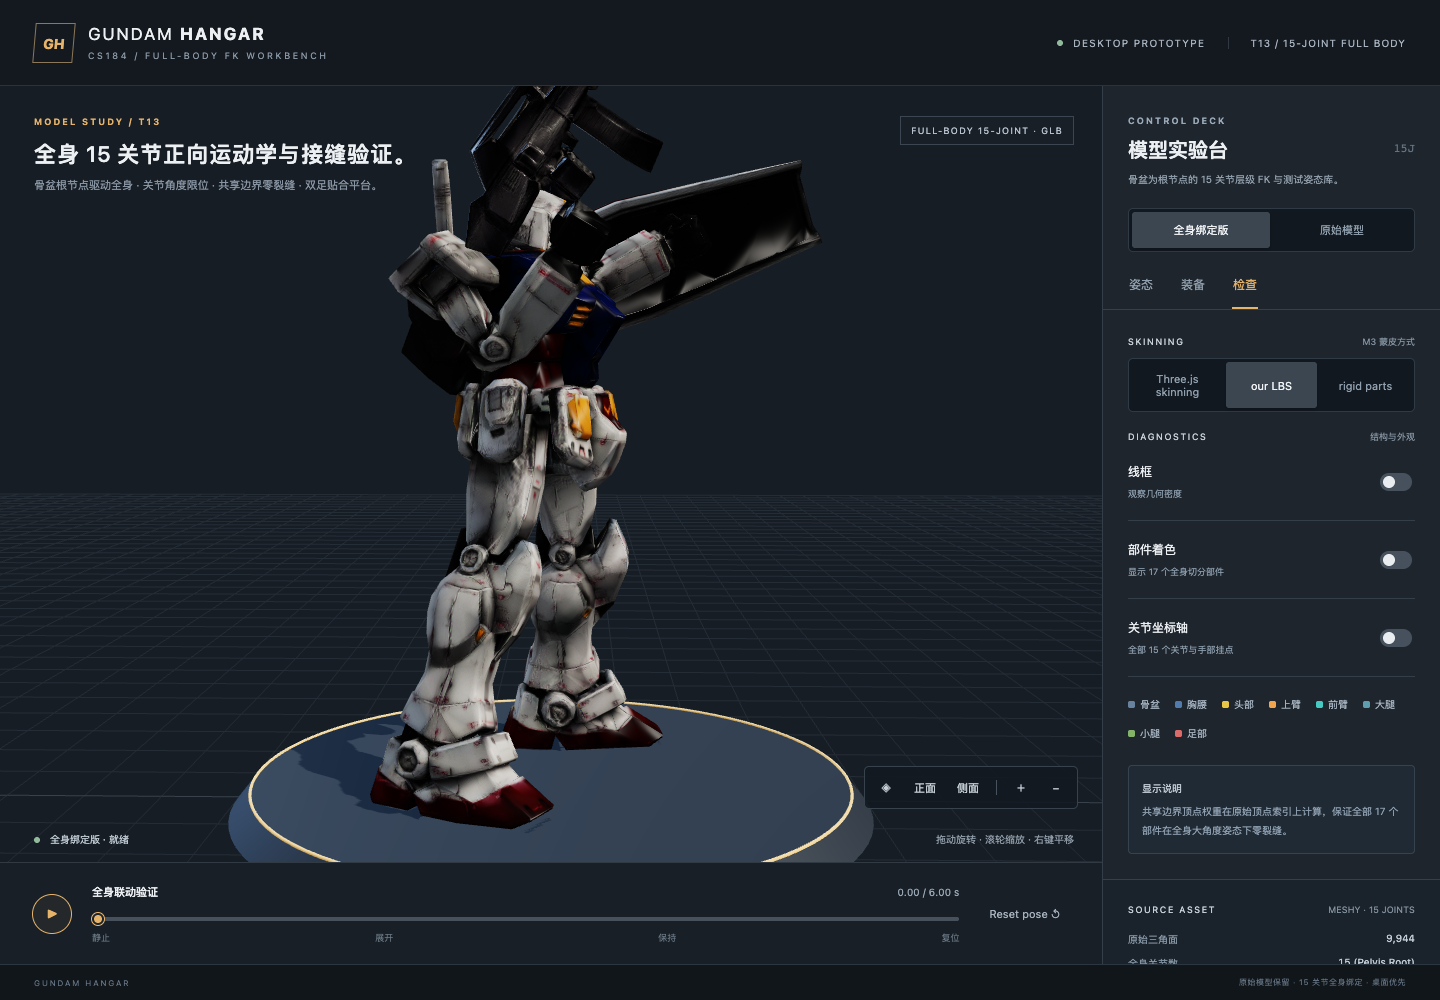 GH
GUNDAM HANGAR
CS184 / FULL-BODY FK WORKBENCH
DESKTOP PROTOTYPE
T13 / 15-JOINT FULL BODY
MODEL STUDY / T13
全身 15 关节正向运动学与接缝验证。
骨盆根节点驱动全身 · 关节角度限位 · 共享边界零裂缝 · 双足贴合平台。
FULL-BODY 15-JOINT · GLB
正面 侧面 + −
全身绑定版 · 就绪
拖动旋转 · 滚轮缩放 · 右键平移
全身联动验证
0.00 / 6.00 s
Reset pose
静止 展开 保持 复位
CONTROL DECK
模型实验台
15J
骨盆为根节点的 15 关节层级 FK 与测试姿态库。
全身绑定版 原始模型
姿态 装备 检查
SKINNING
M3 蒙皮方式
Three.js
skinning
our LBS
rigid parts
DIAGNOSTICS
结构与外观
线框
观察几何密度
部件着色
显示 17 个全身切分部件
关节坐标轴
全部 15 个关节与手部挂点
骨盆 胸腰 头部 上臂 前臂 大腿
小腿 足部
显示说明
共享边界顶点权重在原始顶点索引上计算，保证全部 17 个
部件在全身大角度姿态下零裂缝。
SOURCE ASSET
MESHY · 15 JOINTS
原始三角面
9,944
全身关节数
15 (Pelvis Root)
GUNDAM HANGAR
原始模型保留 · 15 关节全身绑定 · 桌面优先